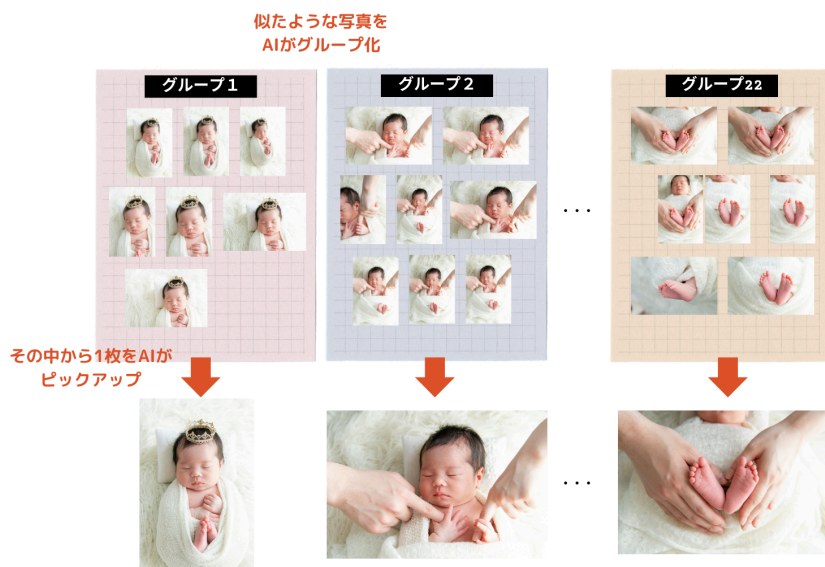 似たような写真を
AIがグループ化
グループ１
グループ２
グループ22
...
その中から1枚をAIが
ピックアップ
...